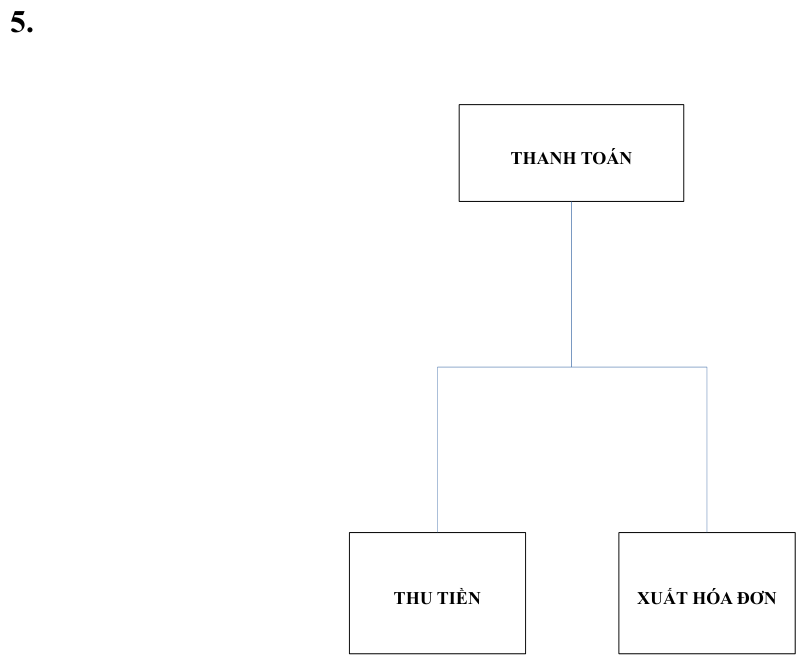 5.
THANH TOÁN
THU TIỀN
XUẤT HÓA ĐƠN